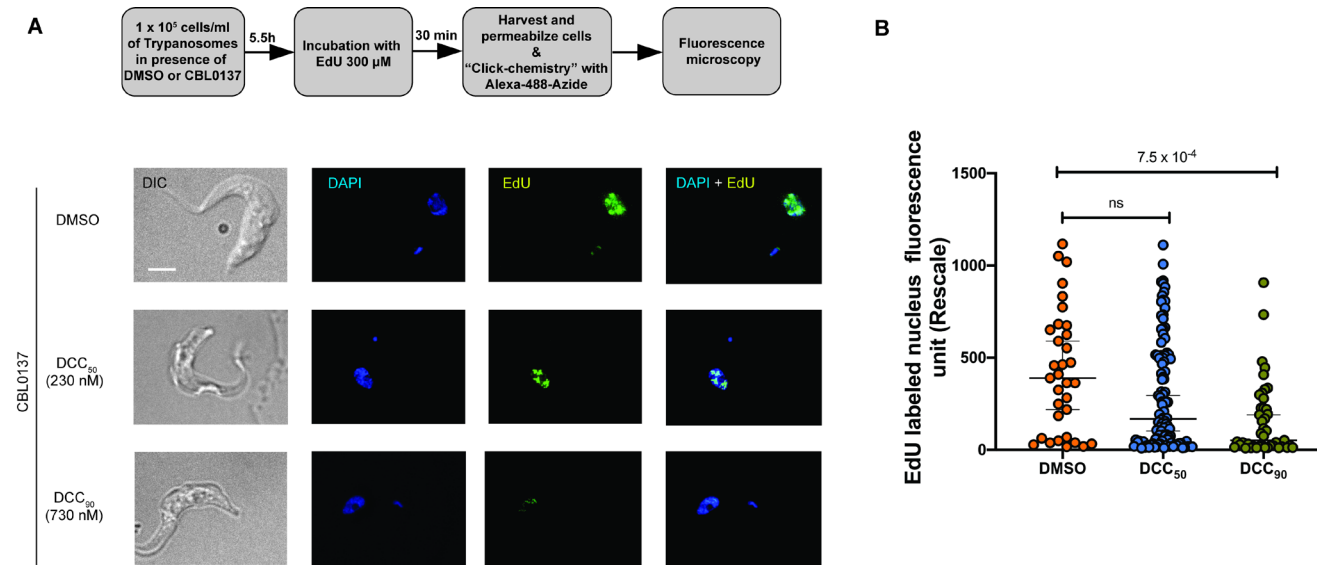 A
1 x 10⁵ cells/ml
of Trypanosomes
in presence of
DMSO or CBL0137
5.5h
Incubation with
EdU 300 µM
30 min
Harvest and
permeabilze cells
&
“Click-chemistry” with
Alexa-488-Azide
Fluorescence
microscopy
DIC
DAPI
EdU
DAPI + EdU
DMSO
CBL0137
DCC₅₀
(230 nM)
DCC₉₀
(730 nM)
B
EdU labeled nucleus fluorescence
unit (Rescale)
7.5 x 10⁻⁴
ns
1500
1000
500
0
DMSO
DCC₅₀
DCC₉₀